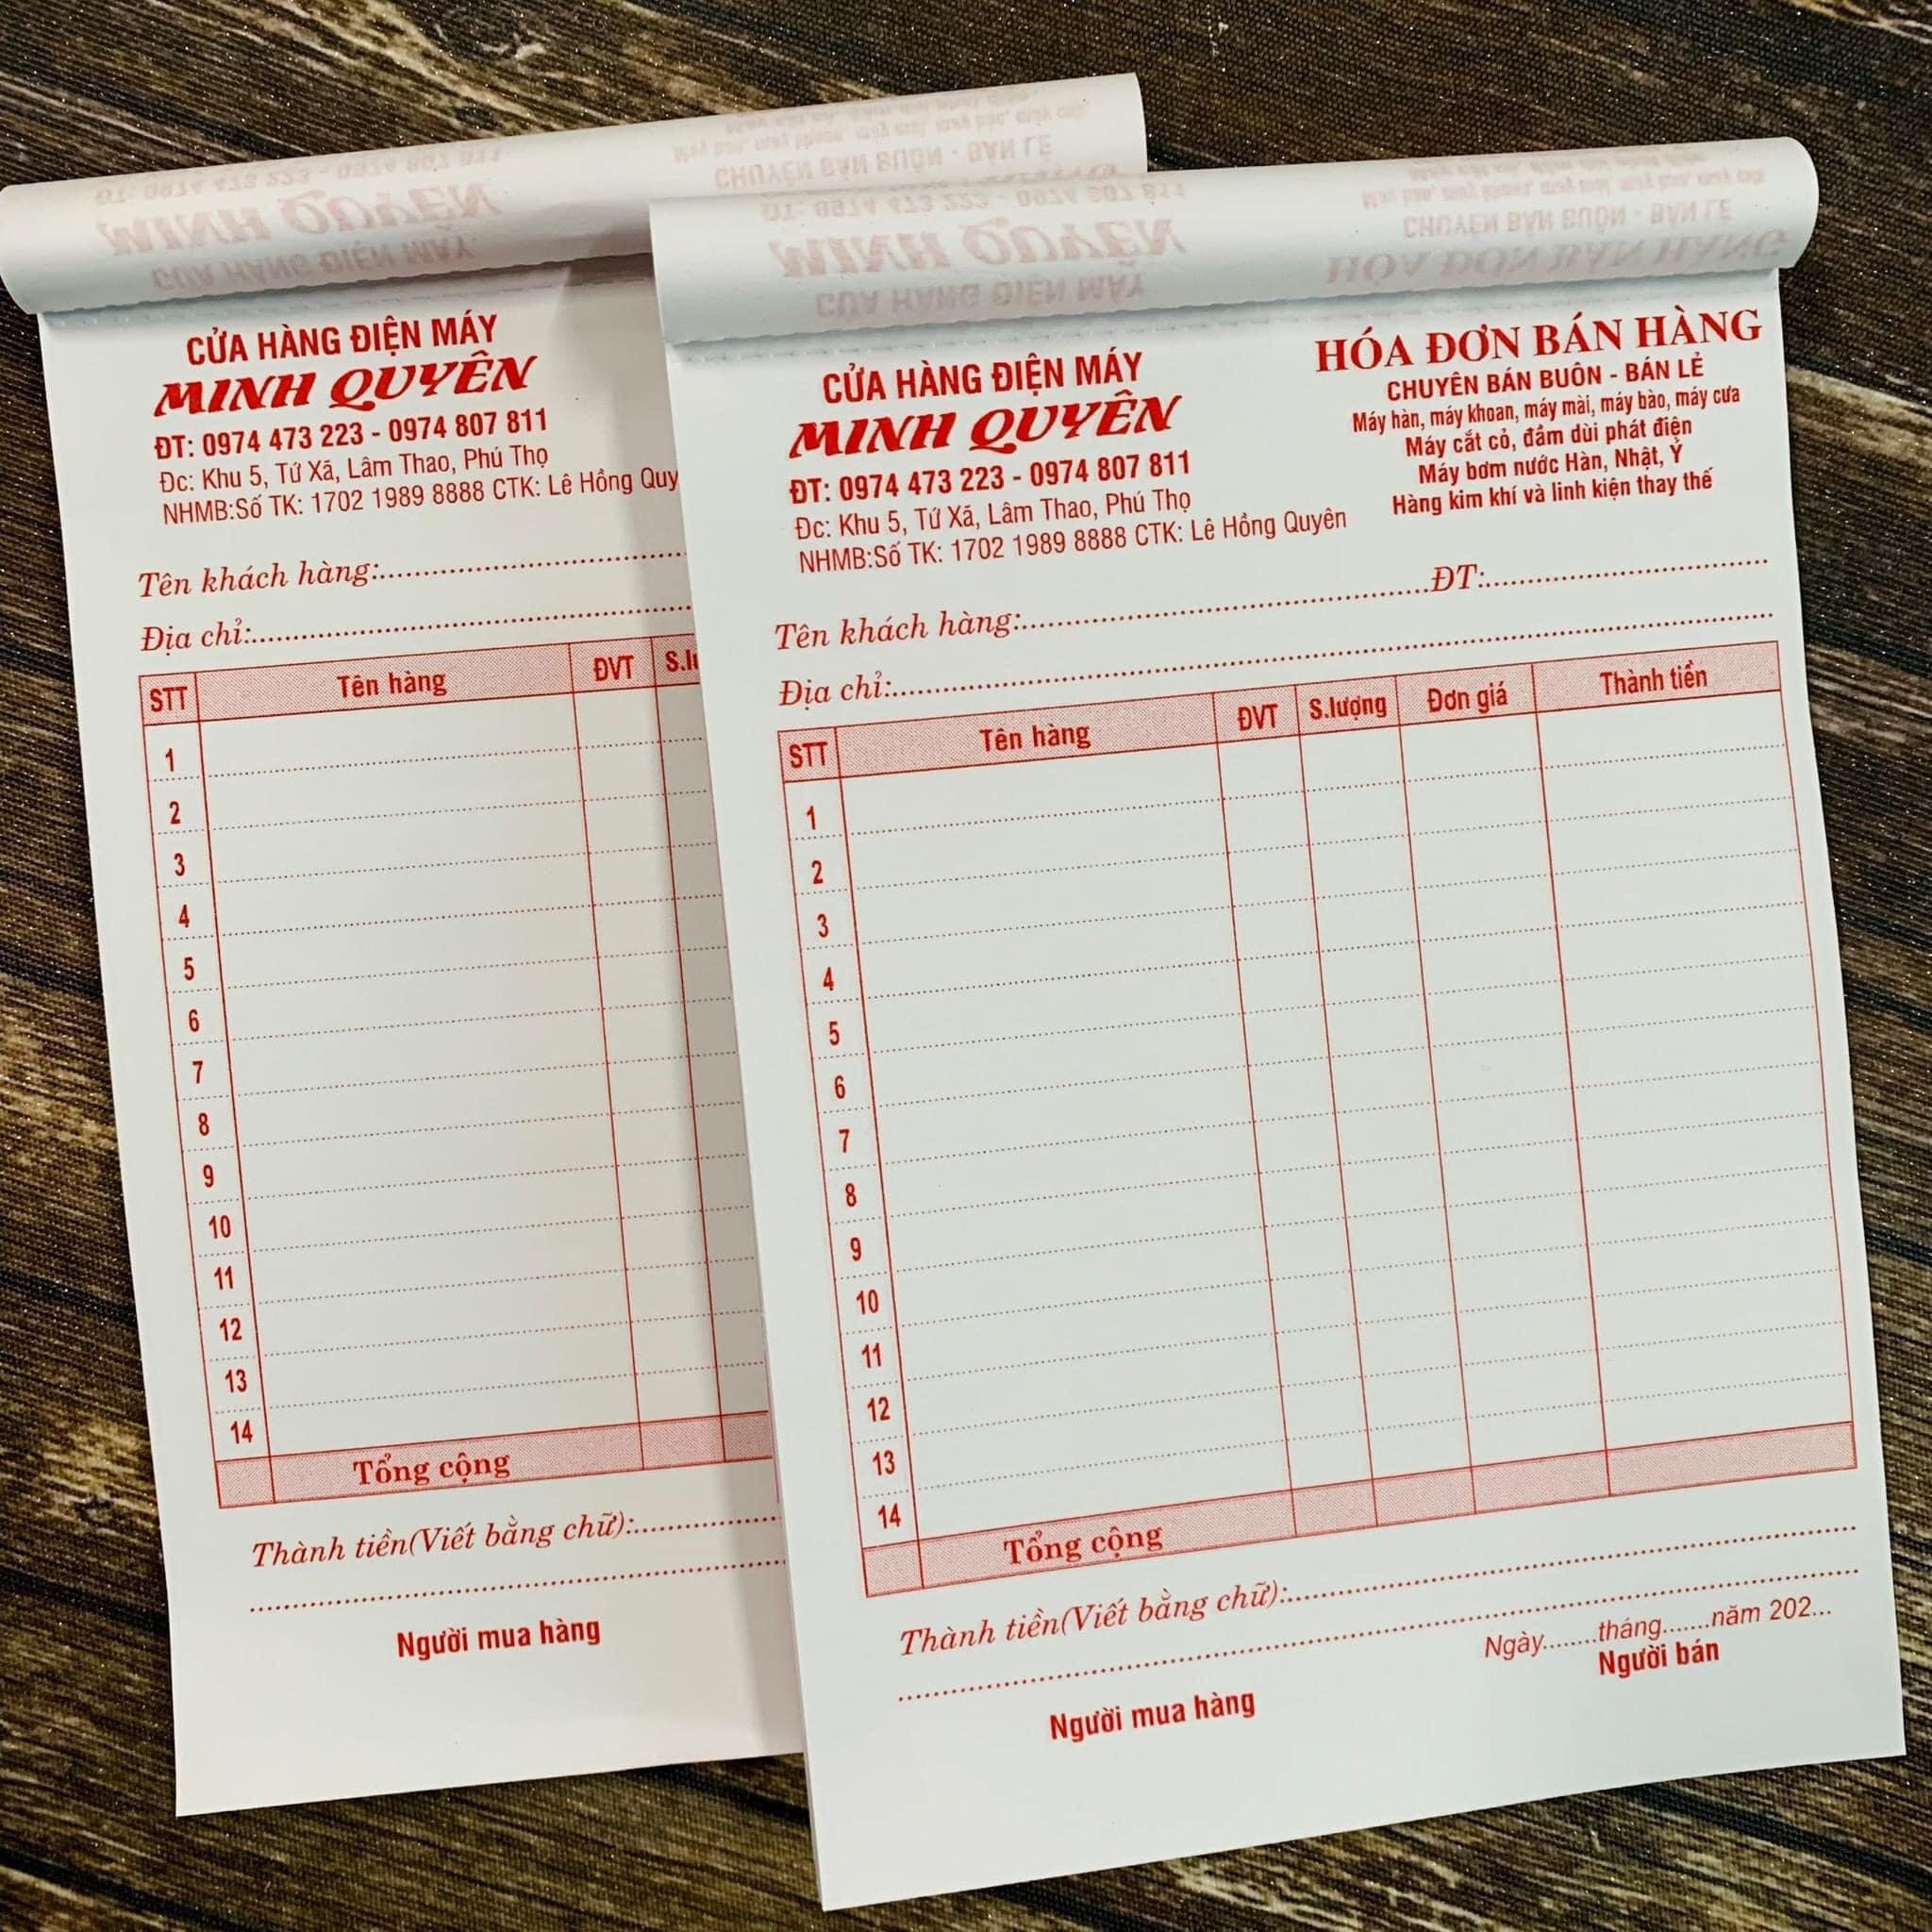 CỬA HÀNG ĐIỆN MÁY
MINH QUYÊN
ĐT: 0974 473 223 - 0974 807 811
Đc: Khu 5, Tứ Xã, Lâm Thao, Phú Thọ
NHMB:Số TK: 1702 1989 8888 CTK: Lê Hồng Quy
Tên khách hàng:
Địa chỉ:
STT Tên hàng ĐVT
1
2
3
4
5
6
7
8
9
10
11
12
13
14
Tổng cộng
Thành tiền(Viết bằng chữ):
Người mua hàng
CỬA HÀNG ĐIỆN MÁY
MINH QUYÊN
ĐT: 0974 473 223 - 0974 807 811
Đc: Khu 5, Tứ Xã, Lâm Thao, Phú Thọ
NHMB:Số TK: 1702 1989 8888 CTK: Lê Hồng Quyên
HÓA ĐƠN BÁN HÀNG
CHUYÊN BÁN BUÔN - BÁN LẺ
Máy hàn, máy khoan, máy mài, máy bào, máy cưa
Máy cắt cỏ, đầm dùi phát điện
Máy bơm nước Hàn, Nhật, Ý
Hàng kim khí và linh kiện thay thế
Tên khách hàng: ĐT:
Địa chỉ:
STT Tên hàng ĐVT S.lượng Đơn giá Thành tiền
1
2
3
4
5
6
7
8
9
10
11
12
13
14
Tổng cộng
Thành tiền(Viết bằng chữ):
Ngày........tháng.......năm 202...
Người mua hàng Người bán